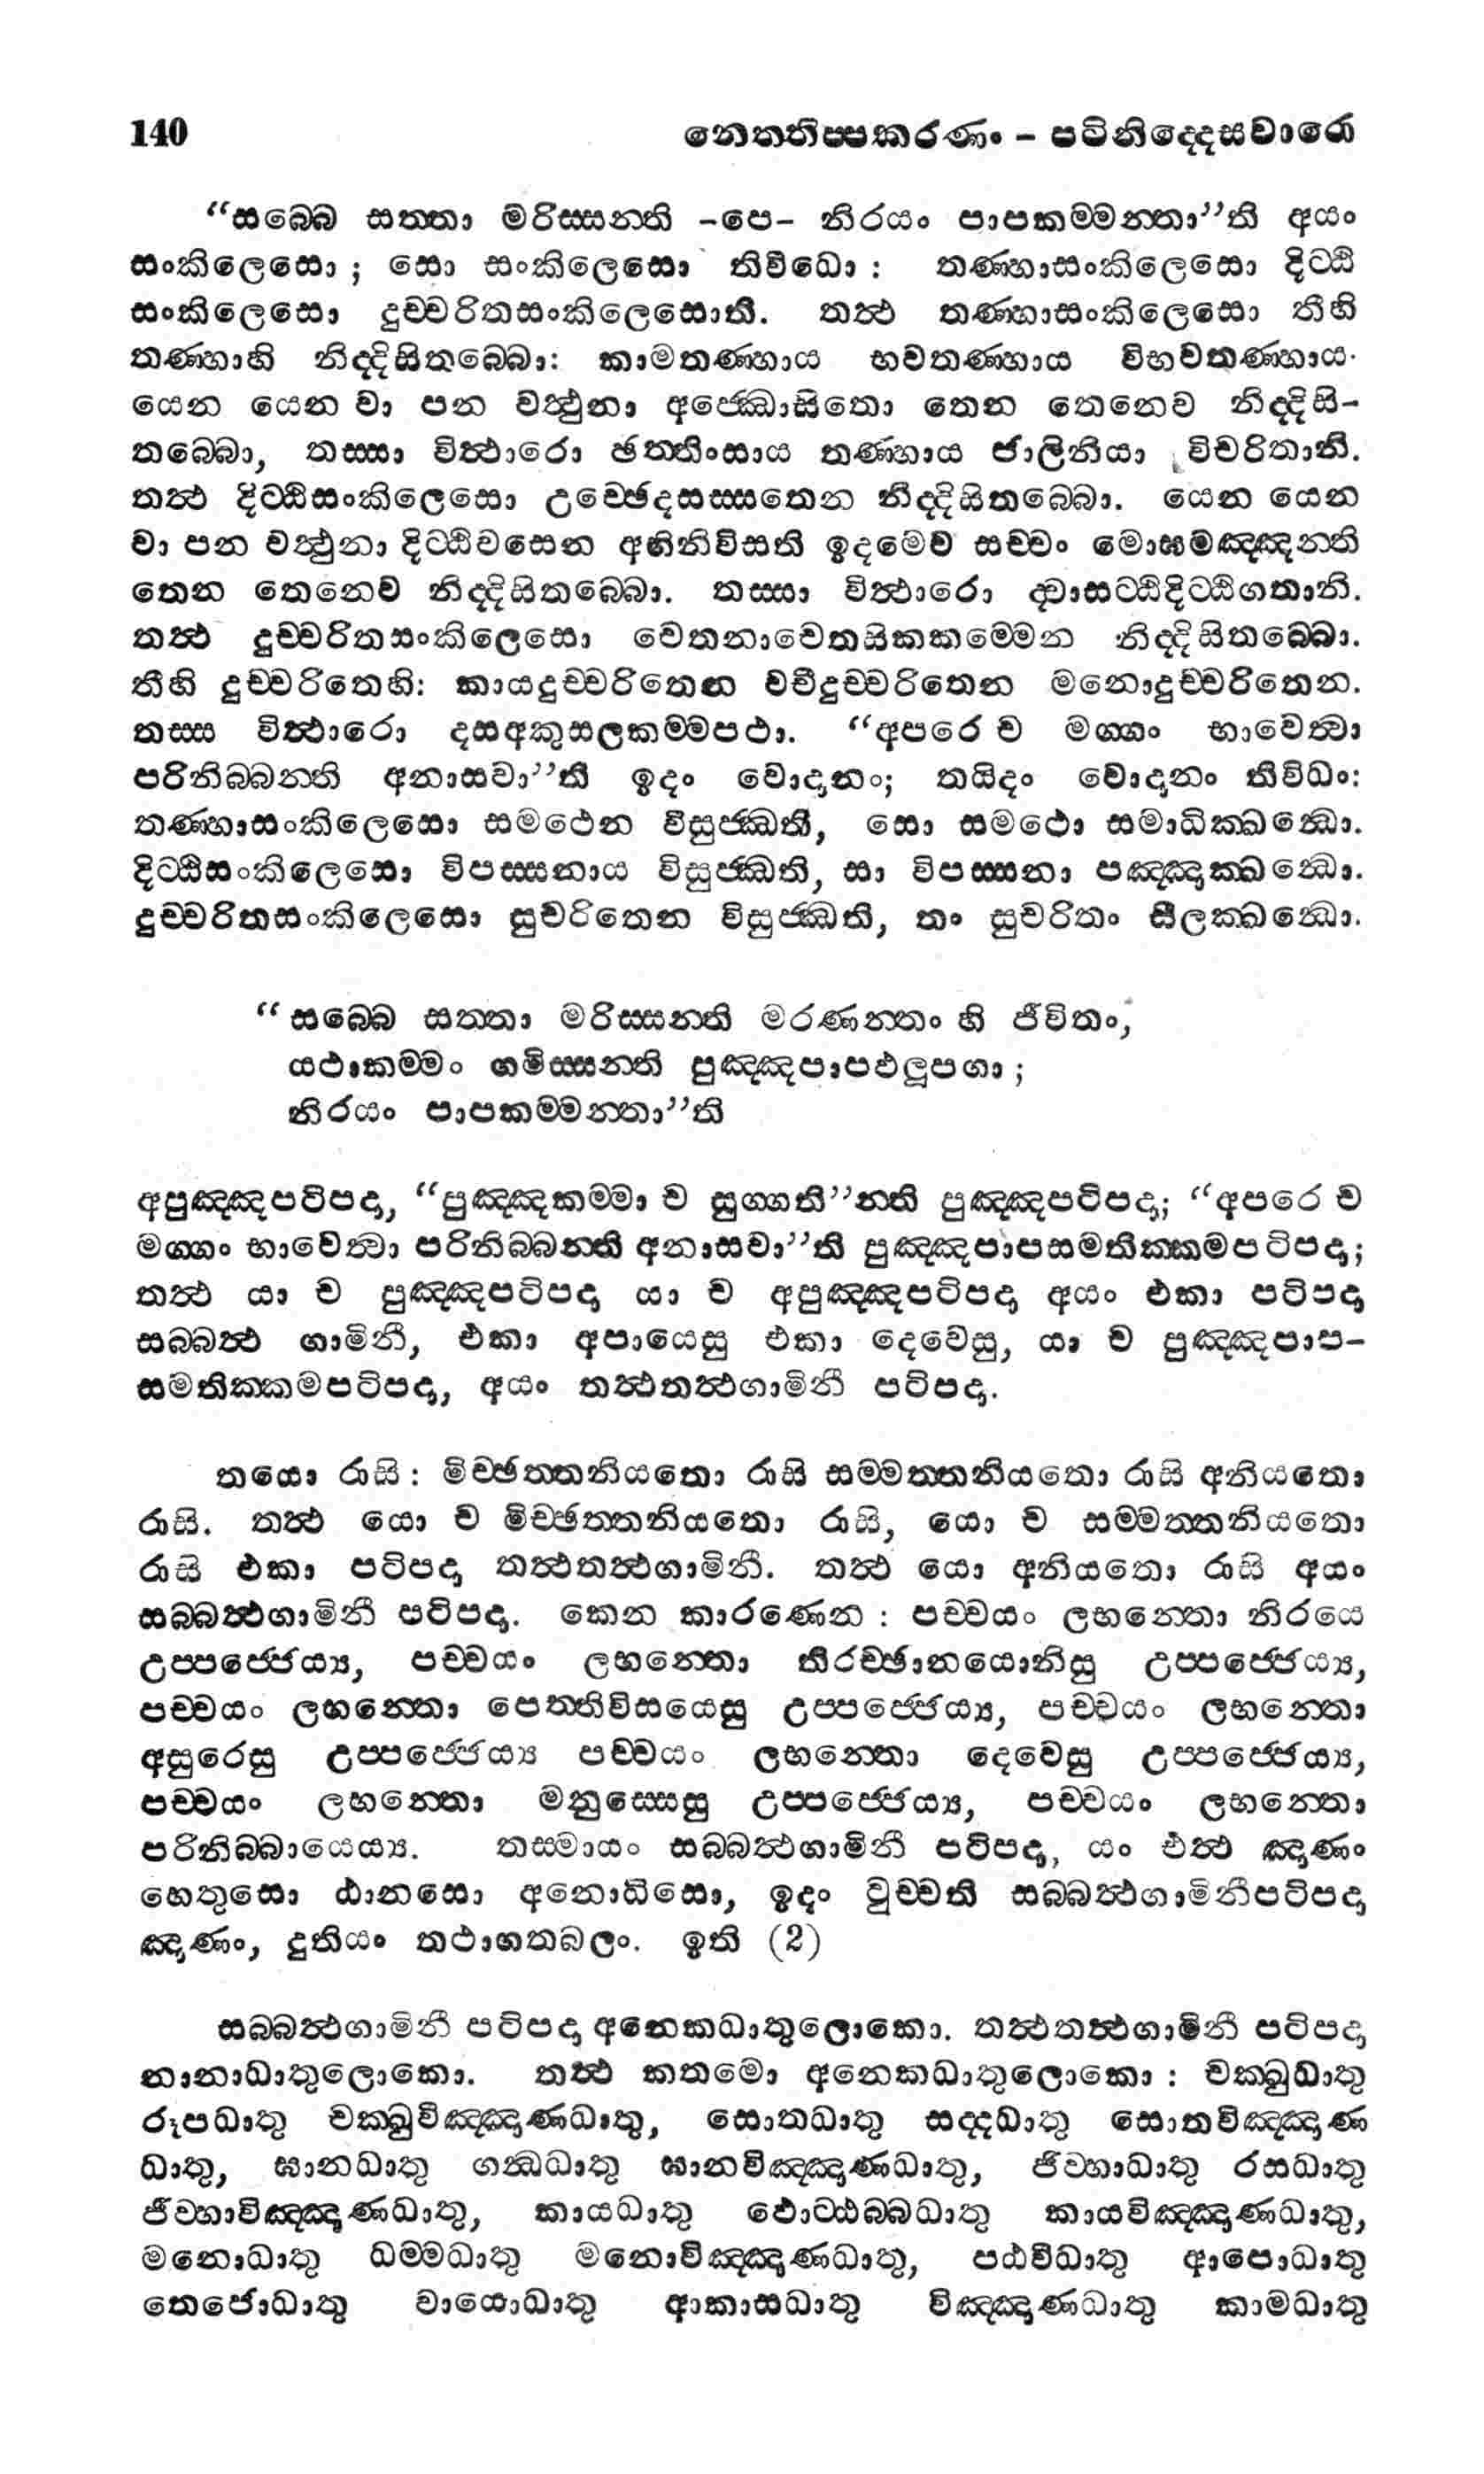 140 නෙත්තිප්පකරණං – පටිනිද්දෙසවාරො
“සබ්බෙ සත්තා මරිස්සන්ති –පෙ– නිරයං පාපකම්මන්තා”ති අයං
සංකිලෙසො ; සො සංකිලෙසො තිවිධො : තණ්හාසංකිලෙසො දිට්ඨි
සංකිලෙසො දුච්චරිතසංකිලෙසොති. තත්ථ තණ්හාසංකිලෙසො තීහි
තණ්හාහි නිද්දිසිතබ්බො: කාමතණ්හාය භවතණ්හාය විභවතණ්හාය.
යෙන යෙන වා පන වත්ථුනා අජ්ඣොසිතො තෙන තෙනෙව නිද්දිසි–
තබ්බො, තස්සා විත්ථාරො ඡත්තිංසාය තණ්හාය ජාලිනියා විචරිතානි.
තත්ථ දිට්ඨිසංකිලෙසො උච්ඡෙදසස්සතෙන නිද්දිසිතබ්බො. යෙන යෙන
වා පන වත්ථුනා දිට්ඨිවසෙන අභිනිවිසති ඉදමෙව සච්චං මොඝමඤ්ඤන්ති
තෙන තෙනෙව නිද්දිසිතබ්බො. තස්සා විත්ථාරො ද්වාසට්ඨිදිට්ඨිගතානි.
තත්ථ දුච්චරිතසංකිලෙසො චෙතනාචෙතසිකකම්මෙන නිද්දිසිතබ්බො.
තීහි දුච්චරිතෙහි: කායදුච්චරිතෙන වචීදුච්චරිතෙන මනොදුච්චරිතෙන.
තස්ස විත්ථාරො දසඅකුසලකම්මපථා. “අපරෙ ච මග්ගං භාවෙත්වා
පරිනිබ්බන්ති අනාසවා”ති ඉදං වොදානං; තයිදං වොදානං තිවිධං:
තණ්හාසංකිලෙසො සමථෙන විසුජ්ඣති, සො සමථො සමාධික්ඛන්ධො.
දිට්ඨිසංකිලෙසො විපස්සනාය විසුජ්ඣති, සා විපස්සනා පඤ්ඤාක්ඛන්ධො.
දුච්චරිතසංකිලෙසො සුචරිතෙන විසුජ්ඣති, තං සුචරිතං සීලක්ඛන්ධො.
“ සබ්බෙ සත්තා මරිස්සන්ති මරණන්තං හි ජීවිතං,
යථාකම්මං ගමිස්සන්ති පුඤ්ඤපාපඵලූපගා ;
නිරයං පාපකම්මන්තා”ති
අපුඤ්ඤපටිපදා, “පුඤ්ඤකම්මා ච සුග්ගති”න්ති පුඤ්ඤපටිපදා; “අපරෙ ච
මග්ගං භාවෙත්වා පරිනිබ්බන්ති අනාසවා”ති පුඤ්ඤපාපසමතික්කමපටිපදා;
තත්ථ යා ච පුඤ්ඤපටිපදා යා ච අපුඤ්ඤපටිපදා අයං එකා පටිපදා
සබ්බත්ථ ගාමිනී, එකා අපායෙසු එකා දෙවෙසු, යා ච පුඤ්ඤපාප–
සමතික්කමපටිපදා, අයං තත්ථතත්ථගාමිනී පටිපදා.
තයො රාසි : මිච්ඡත්තනියතො රාසි සම්මත්තනියතො රාසි අනියතො
රාසි. තත්ථ යො ච මිච්ඡත්තනියතො රාසි, යො ච සම්මත්තනියතො
රාසි එකා පටිපදා තත්ථතත්ථගාමිනී. තත්ථ යො අනියතො රාසි අයං
සබ්බත්ථගාමිනී පටිපදා. කෙන කාරණෙන : පච්චයං ලභන්තො නිරයෙ
උප්පජ්ජෙය්‍ය, පච්චයං ලභන්තො තිරච්ඡානයොනිසු උප්පජ්ජෙය්‍ය,
පච්චයං ලභන්තො පෙත්තිවිසයෙසු උප්පජ්ජෙය්‍ය, පච්චයං ලභන්තො
අසුරෙසු උප්පජ්ජෙය්‍ය පච්චයං ලභන්තො දෙවෙසු උප්පජ්ජෙය්‍ය,
පච්චයං ලභන්තො මනුස්සෙසු උප්පජ්ජෙය්‍ය, පච්චයං ලභන්තො
පරිනිබ්බායෙය්‍ය. තස්මායං සබ්බත්ථගාමිනී පටිපදා, යං එත්ථ ඤාණං
හෙතුසො ඨානසො අනොධිසො, ඉදං වුච්චති සබ්බත්ථගාමිනීපටිපදා
ඤාණං, දුතියං තථාගතබලං. ඉති (2)
සබ්බත්ථගාමිනී පටිපදා අනෙකධාතුලොකො. තත්ථතත්ථගාමිනී පටිපදා
නානාධාතුලොකො. තත්ථ කතමො අනෙකධාතුලොකො : චක්ඛුධාතු
රූපධාතු චක්ඛුවිඤ්ඤාණධාතු, සොතධාතු සද්දධාතු සොතවිඤ්ඤාණ
ධාතු, ඝානධාතු ගන්ධධාතු ඝානවිඤ්ඤාණධාතු, ජිව්හාධාතු රසධාතු
ජිව්හාවිඤ්ඤාණධාතු, කායධාතු ඵොට්ඨබ්බධාතු කායවිඤ්ඤාණධාතු,
මනොධාතු ධම්මධාතු මනොවිඤ්ඤාණධාතු, පඨවිධාතු ආපොධාතු
තෙජොධාතු වායොධාතු ආකාසධාතු විඤ්ඤාණධාතු කාමධාතු